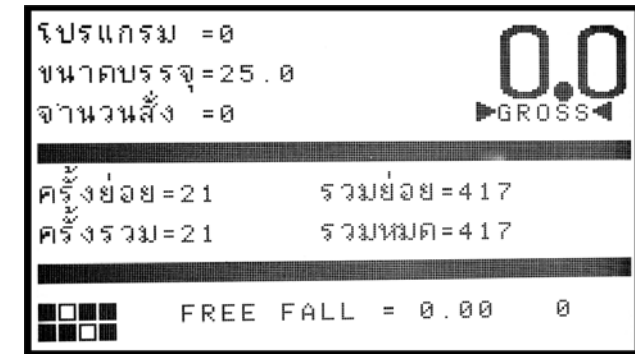 โปรแกรม =0
ขนาดบรรจุ=25.0
จำนวนสั่ง =0
0.0
▶GROSS◀
ครั้งย่อย=21 รวมย่อย=417
ครั้งรวม=21 รวมหมด=417
FREE FALL = 0.00 0